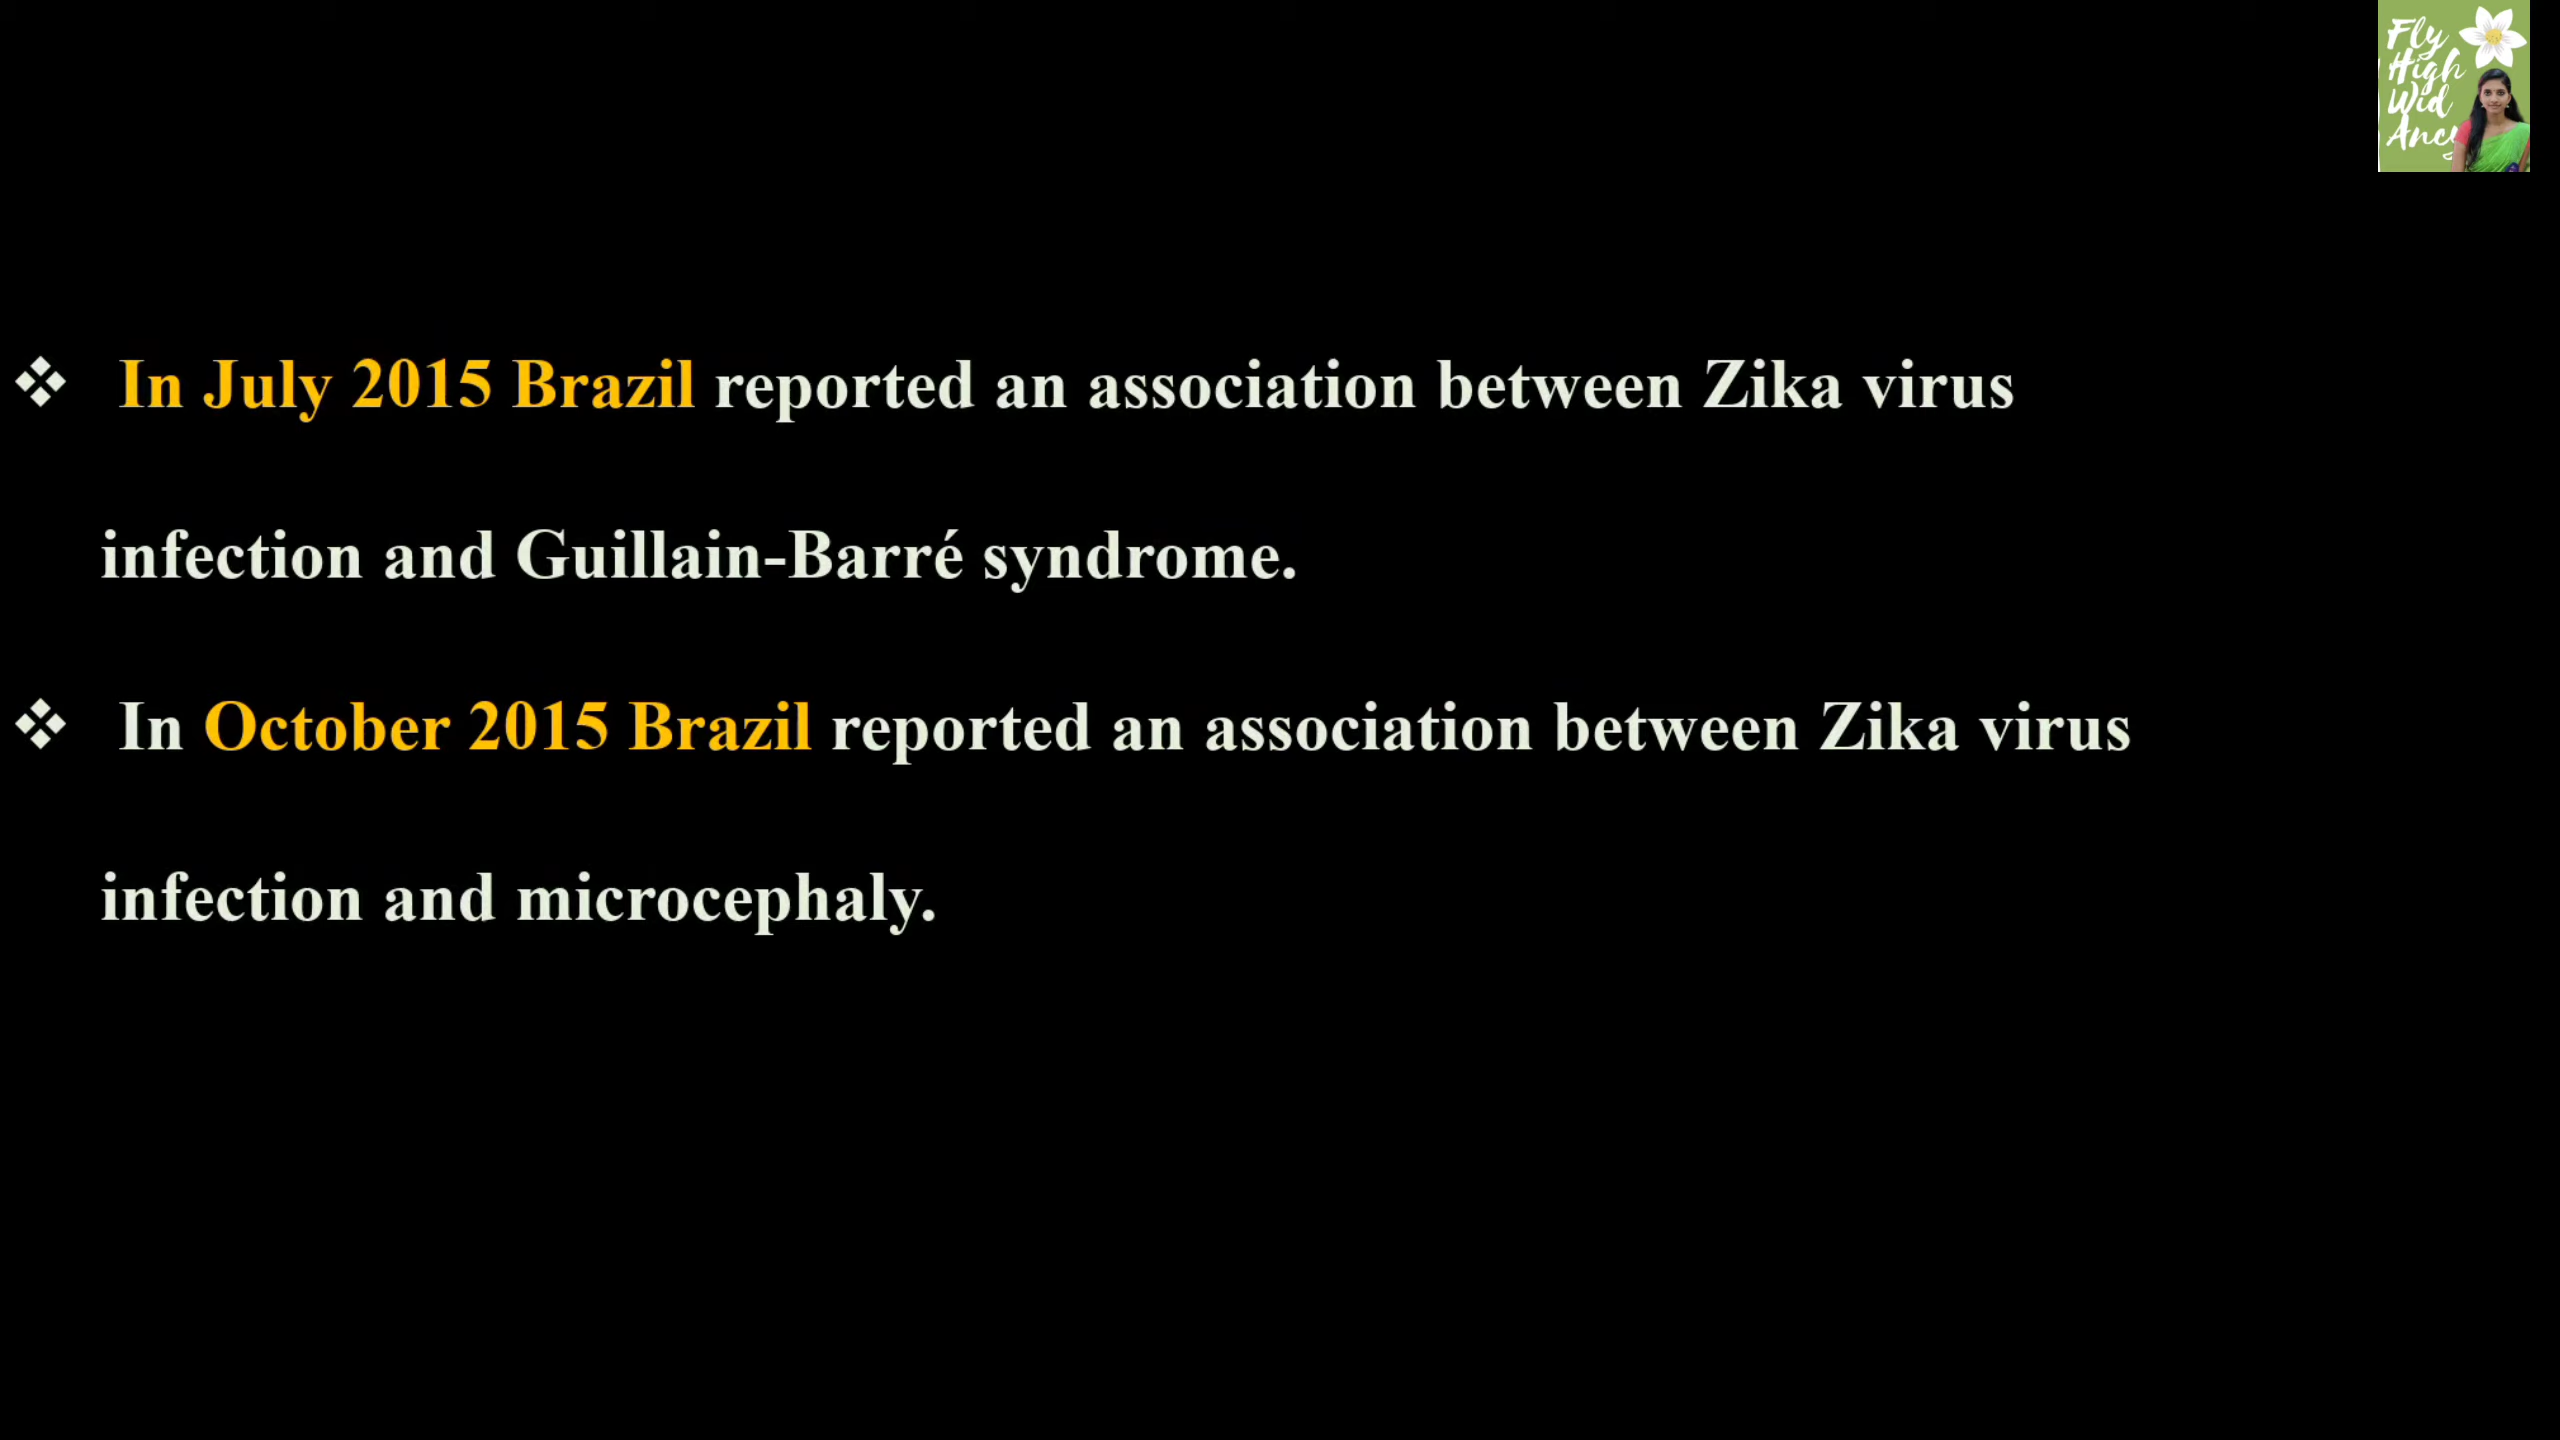 Fly
High
Wid
Ancy
❖ In July 2015 Brazil reported an association between Zika virus
infection and Guillain-Barré syndrome.
❖ In October 2015 Brazil reported an association between Zika virus
infection and microcephaly.